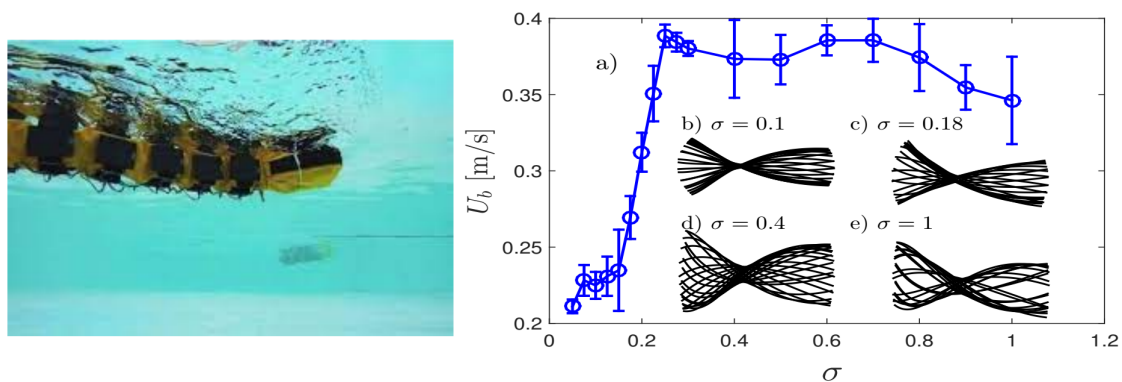 a)
b) σ = 0.1
c) σ = 0.18
d) σ = 0.4
e) σ = 1
U_b [m/s]
0.4
0.35
0.3
0.25
0.2
0 0.2 0.4 0.6 0.8 1 1.2
σ